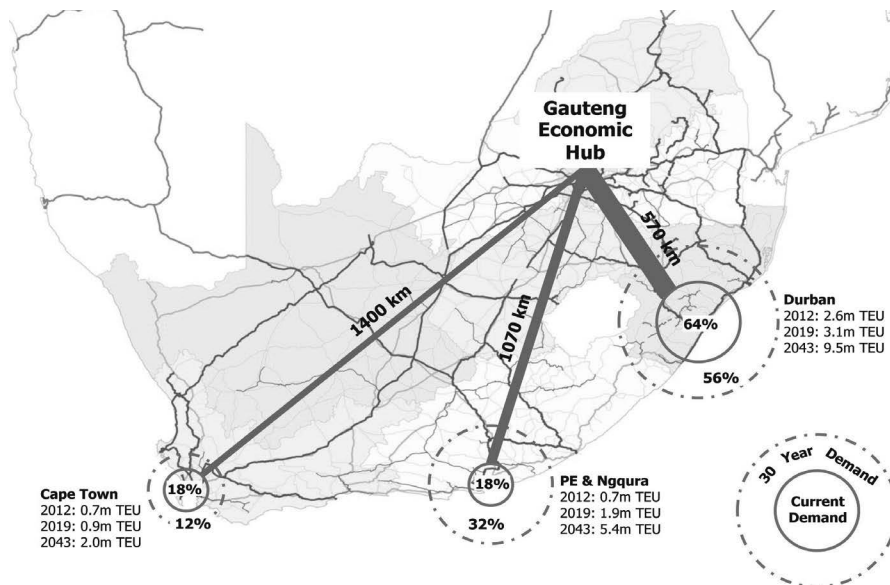 Gauteng
Economic
Hub
570 km
1070 km
1400 km
64%
56%
Durban
2012: 2.6m TEU
2019: 3.1m TEU
2043: 9.5m TEU
18%
32%
PE & Ngqura
2012: 0.7m TEU
2019: 1.9m TEU
2043: 5.4m TEU
18%
12%
Cape Town
2012: 0.7m TEU
2019: 0.9m TEU
2043: 2.0m TEU
30 Year Demand
Current
Demand